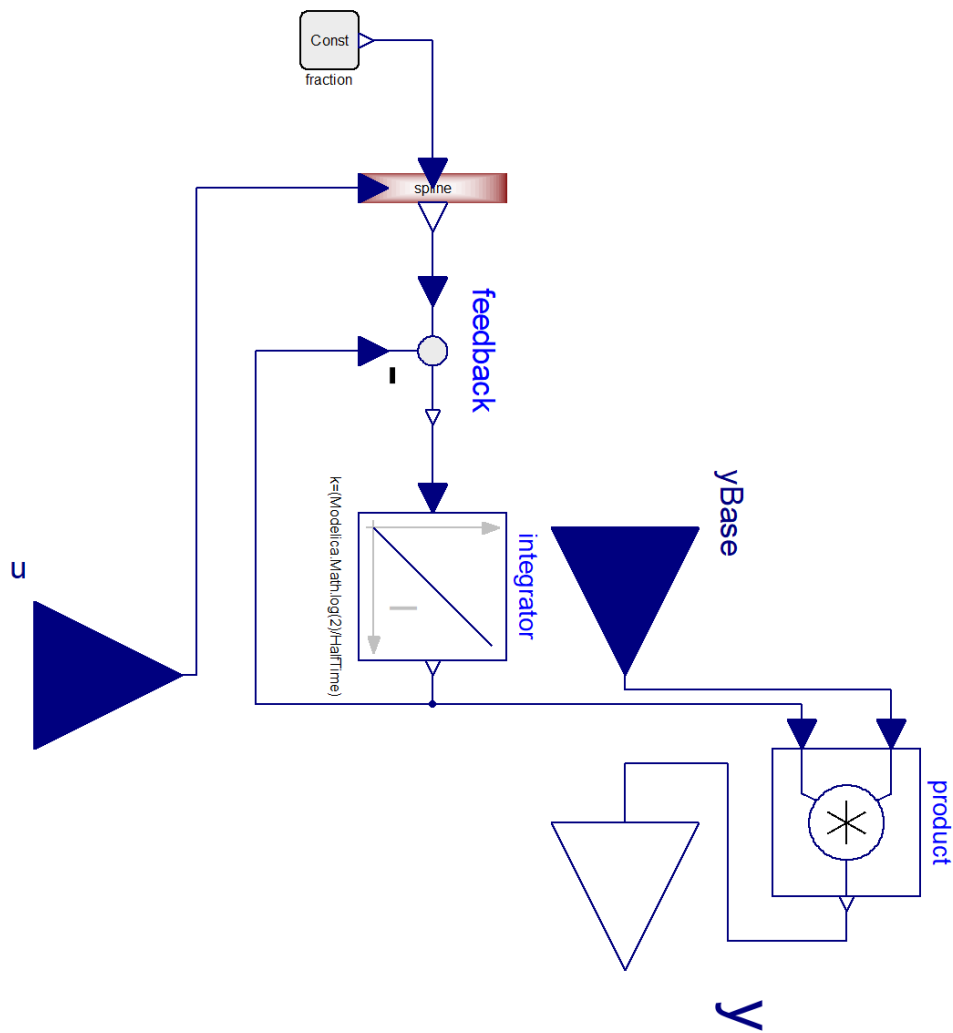 Const
fraction
spline
feedback
k=(Modelica.Math.log(2)/HalfTime)
integrator
yBase
u
product
y